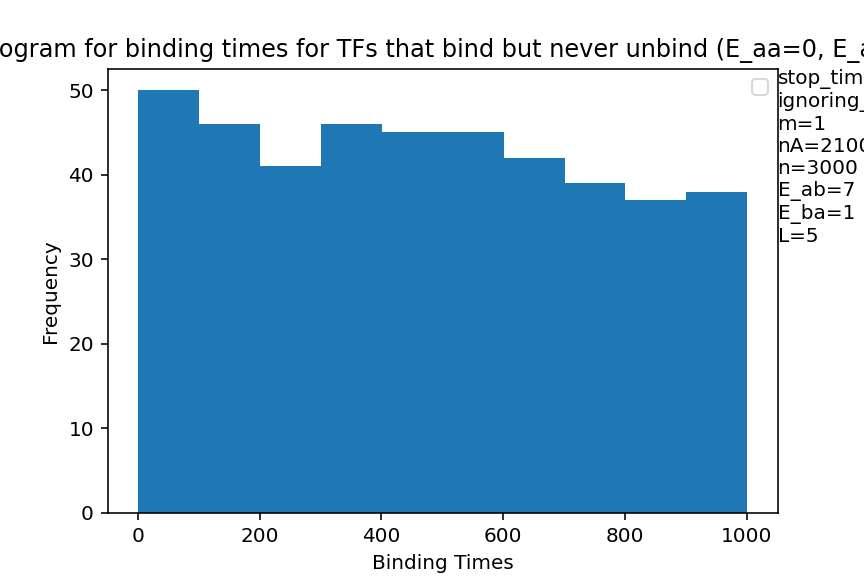 ogram for binding times for TFs that bind but never unbind (E_aa=0, E_a
stop_tim
ignoring_
m=1
nA=2100
n=3000
E_ab=7
E_ba=1
L=5
50
40
30
20
10
0
Frequency
0 200 400 600 800 1000
Binding Times